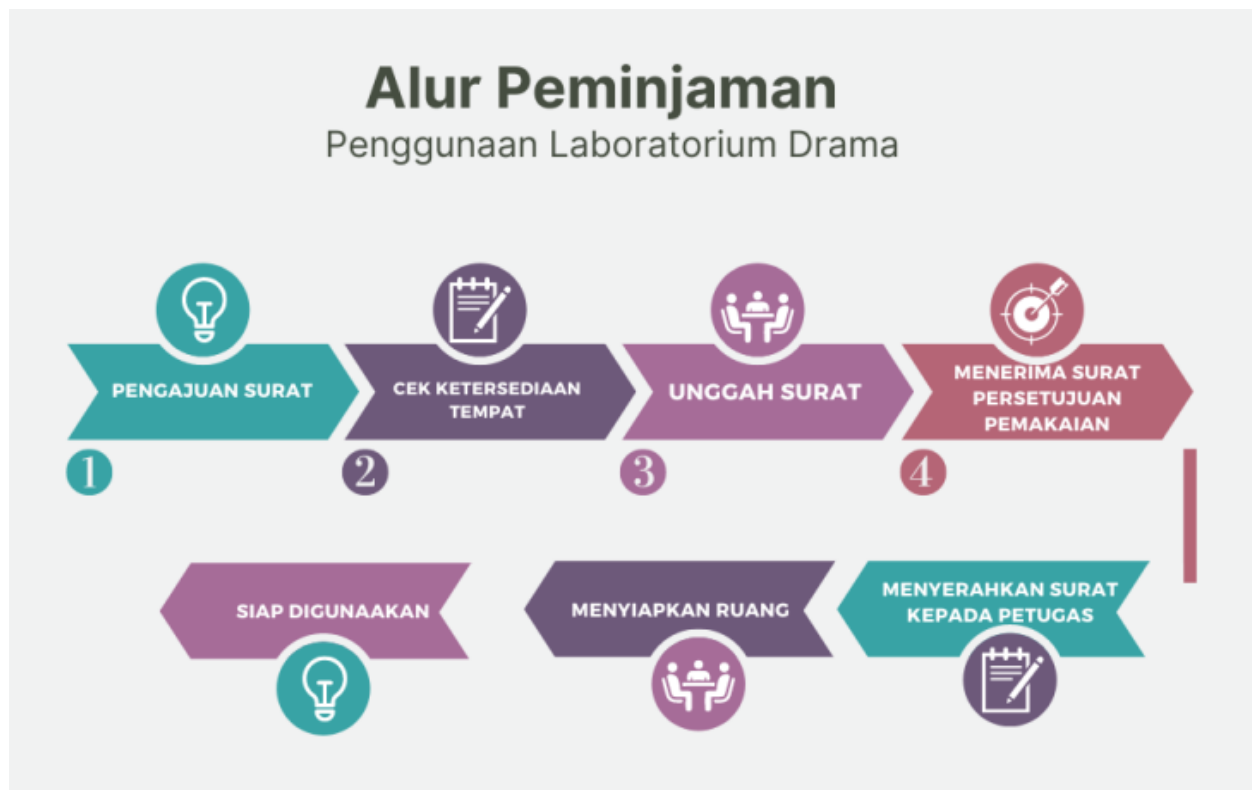 Alur Peminjaman
Penggunaan Laboratorium Drama
PENGAJUAN SURAT
CEK KETERSEDIAAN
TEMPAT
UNGGAH SURAT
MENERIMA SURAT
PERSETUJUAN
PEMAKAIAN
1
2
3
4
MENYERAHKAN SURAT
KEPADA PETUGAS
MENYIAPKAN RUANG
SIAP DIGUNAAKAN